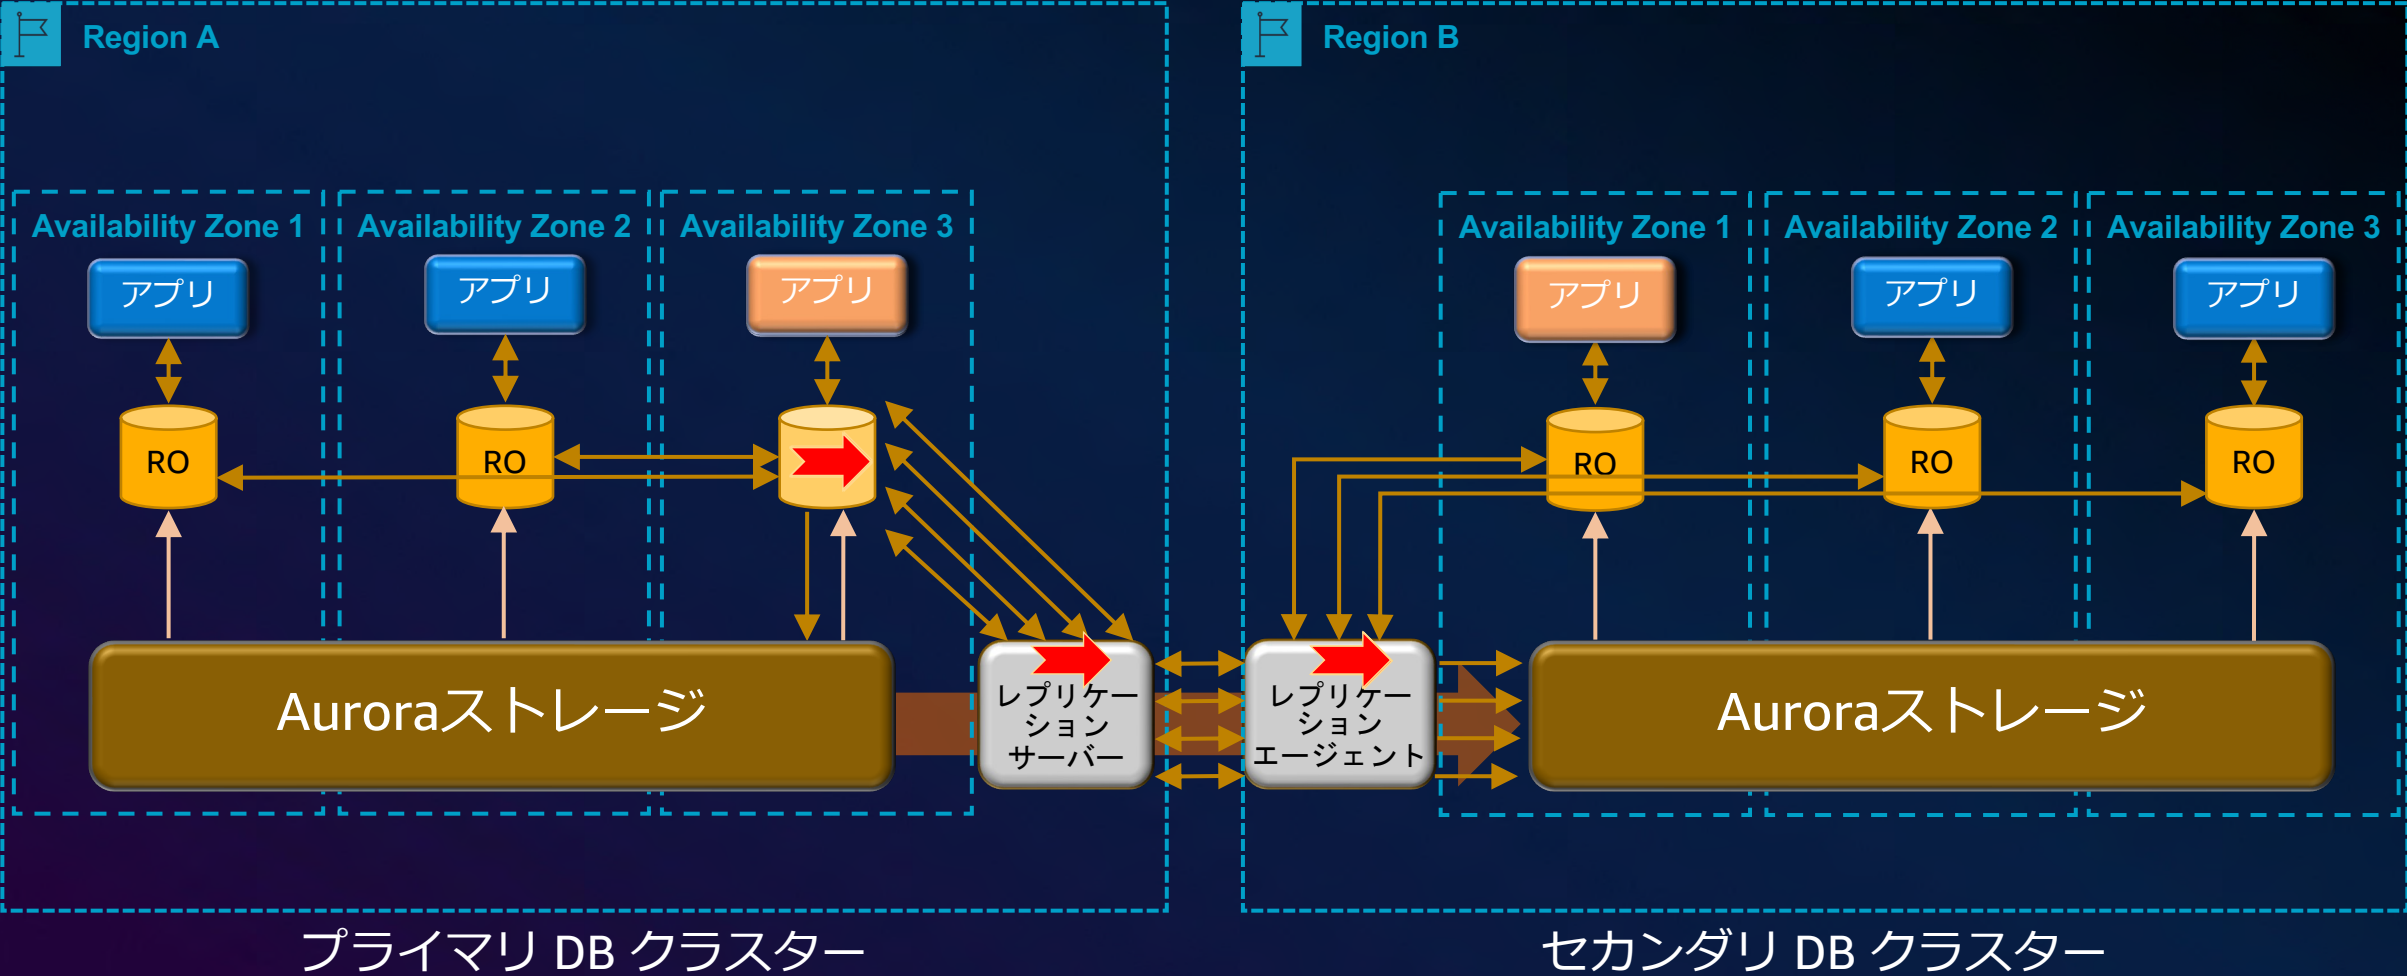 Region A
Region B
Availability Zone 1
Availability Zone 2
Availability Zone 3
Availability Zone 1
Availability Zone 2
Availability Zone 3
アプリ
アプリ
アプリ
アプリ
アプリ
アプリ
RO
RO
RO
RO
RO
Auroraストレージ
レプリケー
ション
サーバー
レプリケー
ション
エージェント
Auroraストレージ
プライマリ DB クラスター
セカンダリ DB クラスター